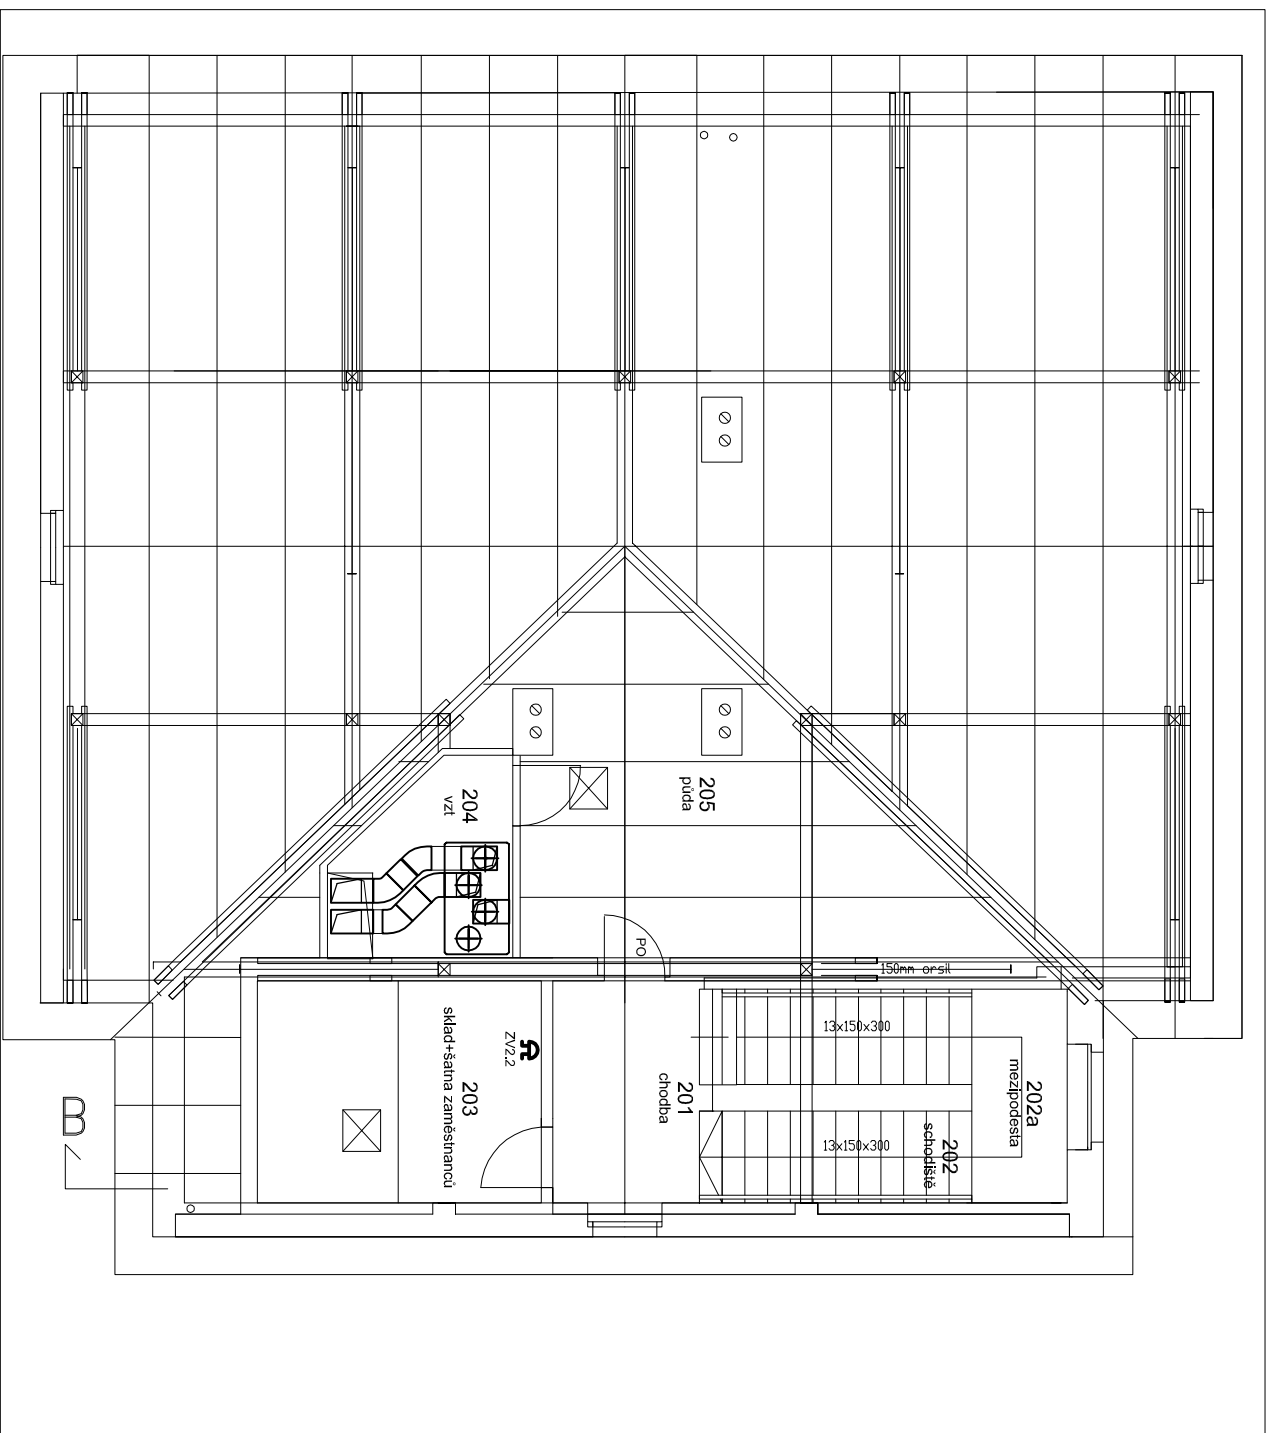 205
půda
204
vzt
PO
150mm orsil
13x150x300
202a
mezipodesta
202
schodiště
13x150x300
201
chodba
ZV2.2
203
sklad+šatna zaměstnanců
B